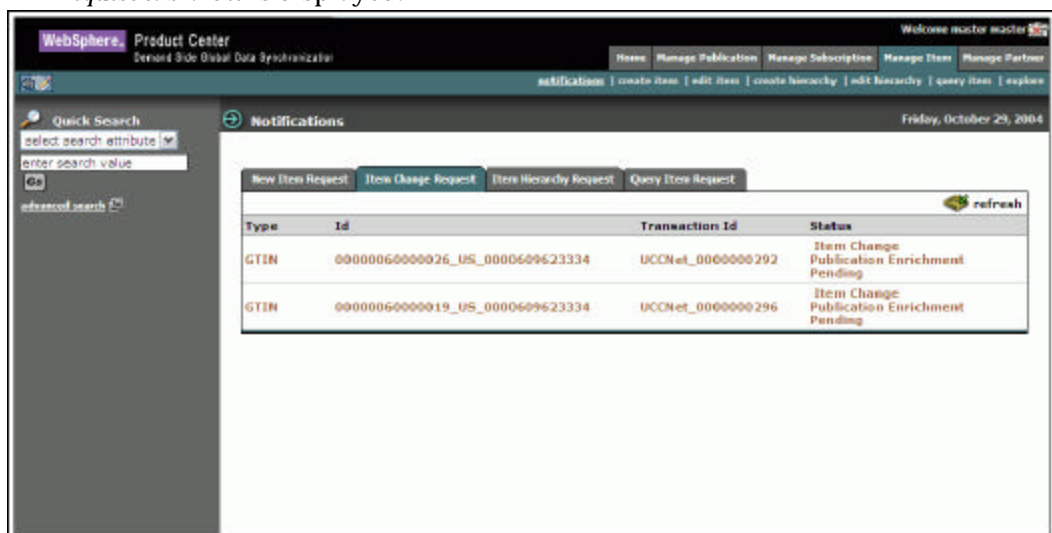 displayed.
Welcome master master
WebSphere. Product Center
Demand Side Global Data Synchronization
Home Manage Publication Manage Subscription Manage Item Manage Partner
notifications | create item | edit item | create hierarchy | edit hierarchy | query item | explore
Quick Search
Notifications
Friday, October 29, 2004
select search attribute
enter search value
Go
advanced search
New Item Request Item Change Request Item Hierarchy Request Query Item Request
refresh
Type Id Transaction Id Status
GTIN 00000060000026_US_0000609623334 UCCNet_0000000292 Item Change
Publication Enrichment
Pending
GTIN 00000060000019_US_0000609623334 UCCNet_0000000296 Item Change
Publication Enrichment
Pending